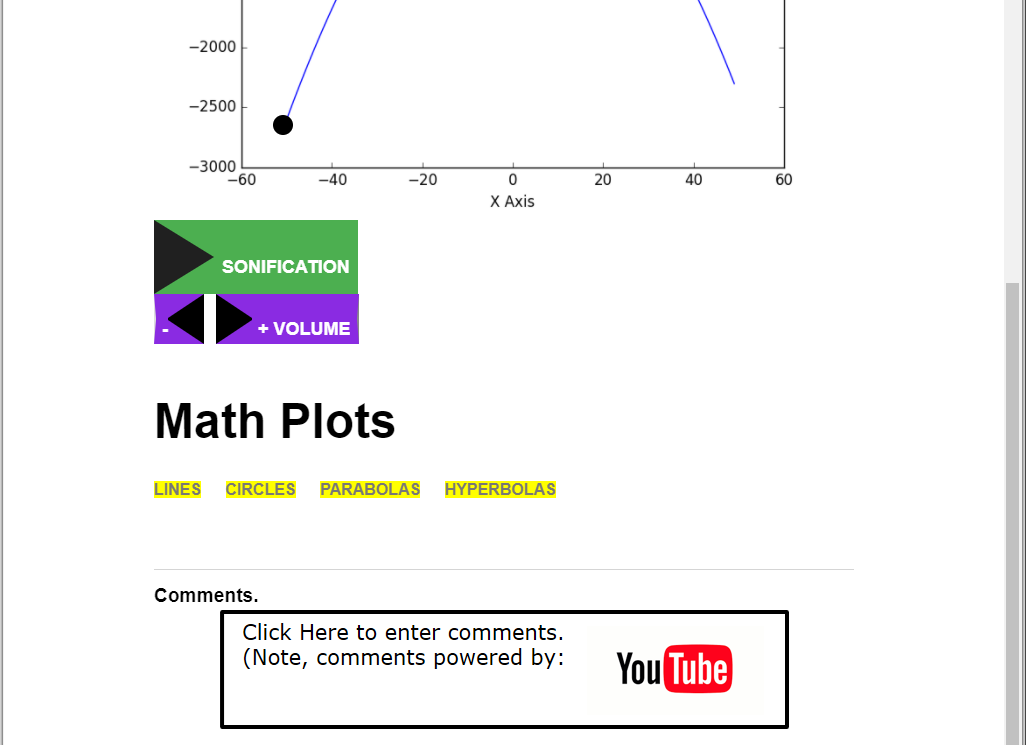 −2000
−2500
−3000
−60 −40 −20 0 20 40 60
X Axis
SONIFICATION
- + VOLUME
Math Plots
LINES CIRCLES PARABOLAS HYPERBOLAS
Comments.
Click Here to enter comments.
(Note, comments powered by:
YouTube